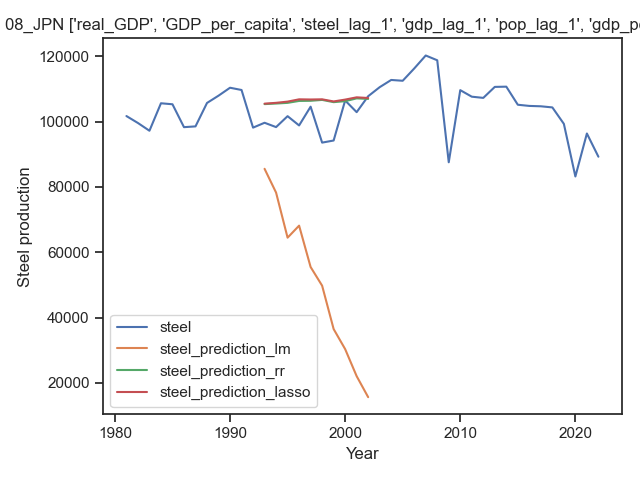 08_JPN ['real_GDP', 'GDP_per_capita', 'steel_lag_1', 'gdp_lag_1', 'pop_lag_1', 'gdp_pe
Steel production
120000
100000
80000
60000
40000
20000
steel
steel_prediction_lm
steel_prediction_rr
steel_prediction_lasso
1980 1990 2000 2010 2020
Year